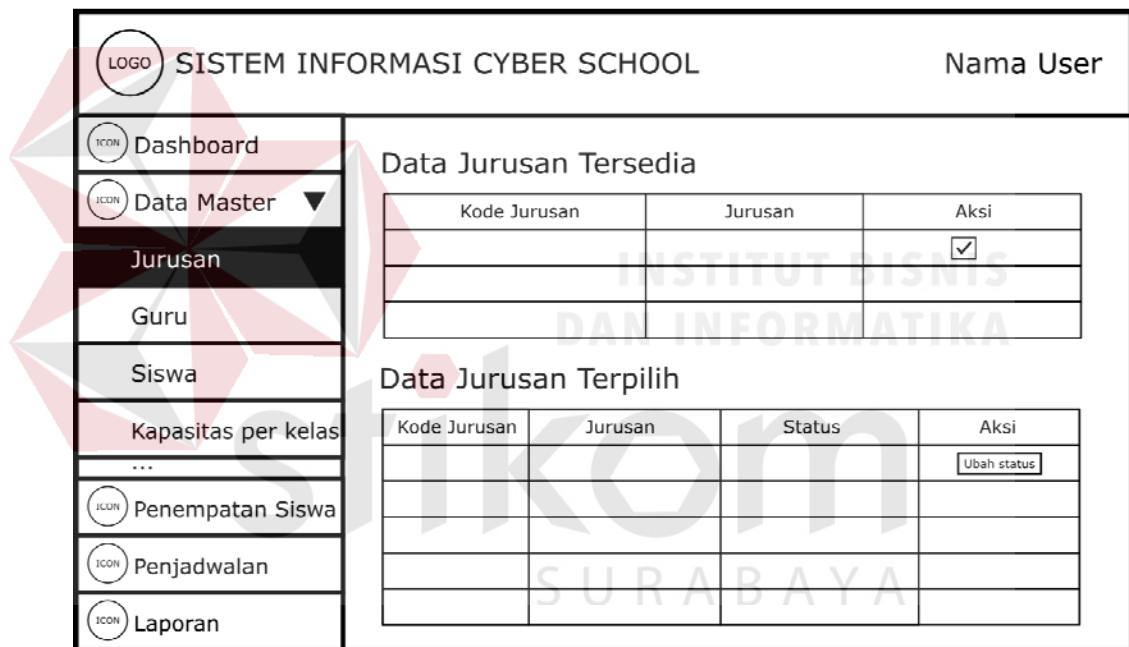 LOGO SISTEM INFORMASI CYBER SCHOOL Nama User
ICON Dashboard
ICON Data Master
Jurusan
Guru
Siswa
Kapasitas per kelas
...
ICON Penempatan Siswa
ICON Penjadwalan
ICON Laporan
Data Jurusan Tersedia
Kode Jurusan Jurusan Aksi
Data Jurusan Terpilih
Kode Jurusan Jurusan Status Aksi
Ubah status
INSTITUT BISNIS
DAN INFORMATIKA
stikom
SURABAYA